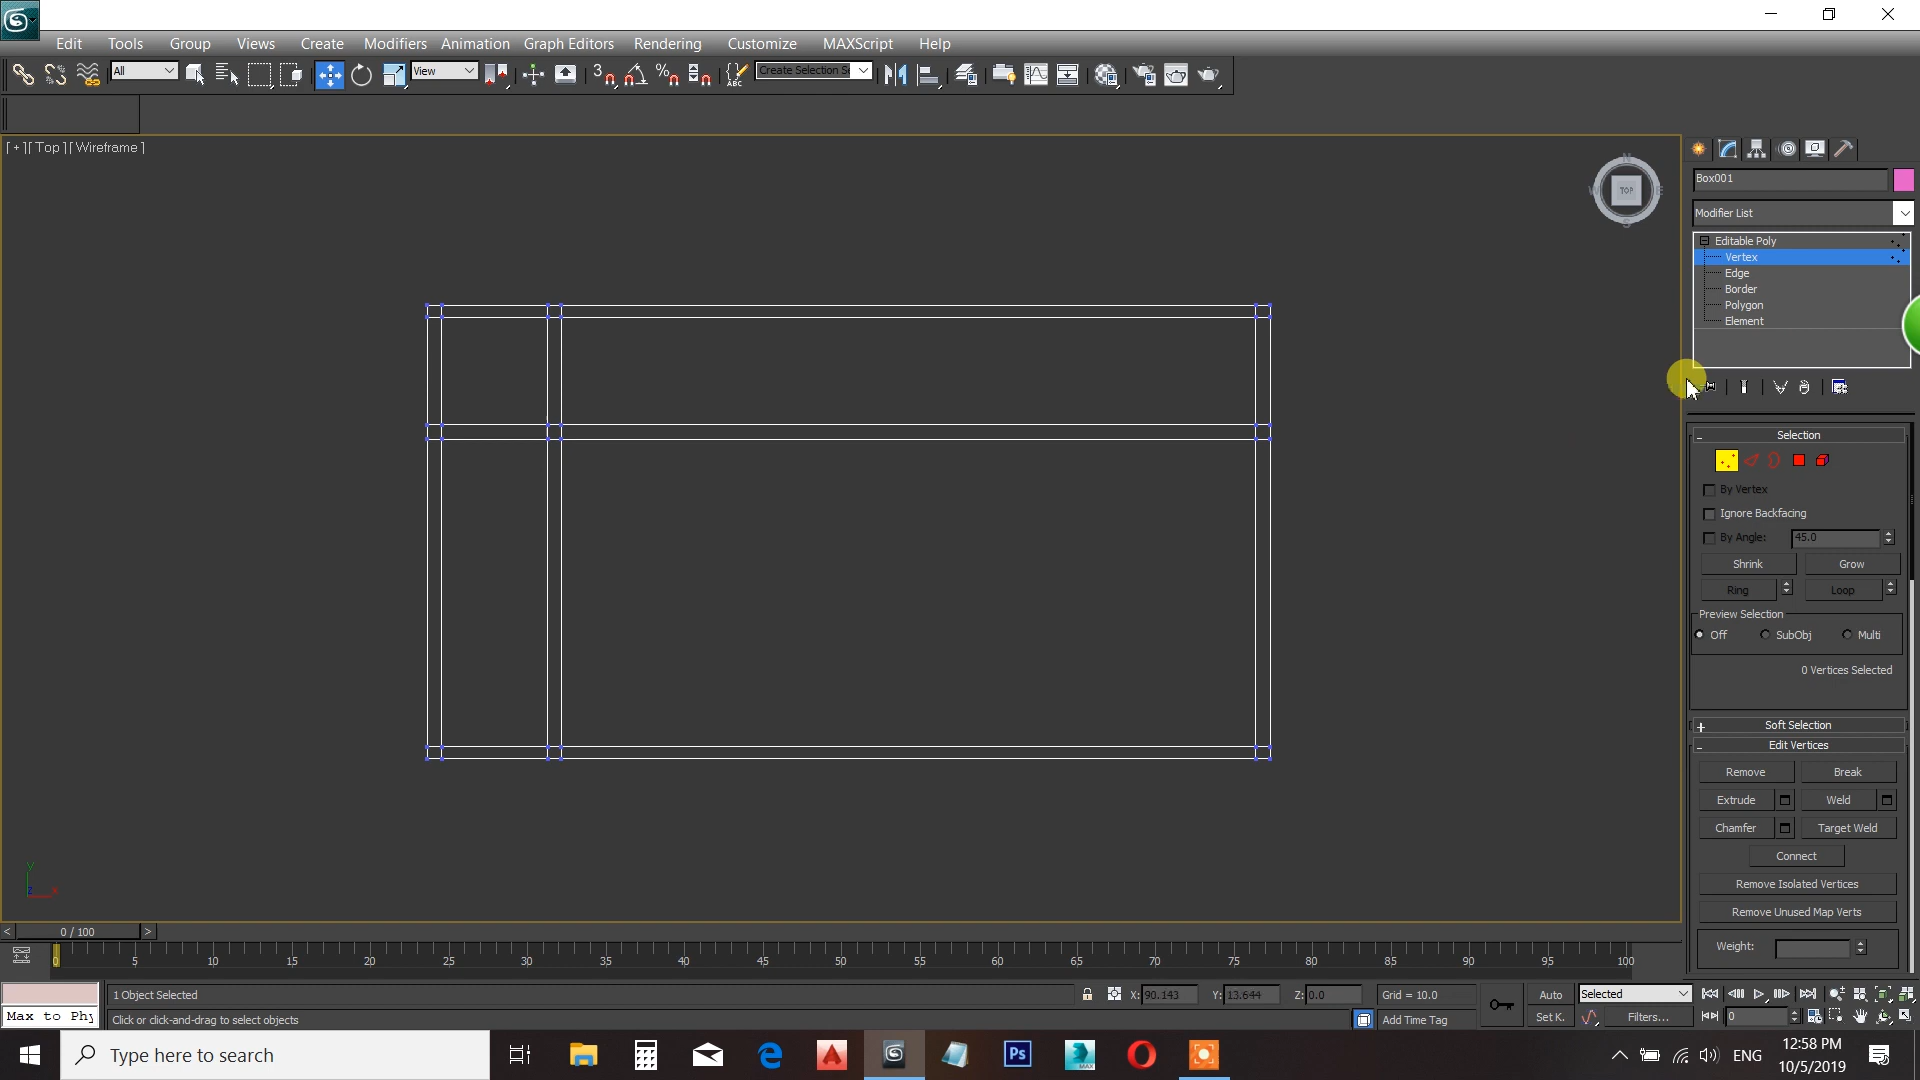 Edit Tools Group Views Create Modifiers Animation Graph Editors Rendering Customize MAXScript Help
All
View
3
%
ABC
Create Selection S
[ + ][ Top ][ Wireframe ]
N
W TOP E
S
Box001
Modifier List
Editable Poly
Vertex
Edge
Border
Polygon
Element
Selection
By Vertex
Ignore Backfacing
By Angle: 45.0
Shrink Grow
Ring Loop
Preview Selection
Off SubObj Multi
0 Vertices Selected
Soft Selection
Edit Vertices
Remove Break
Extrude Weld
Chamfer Target Weld
Connect
Remove Isolated Vertices
Remove Unused Map Verts
Weight:
y
z x
< 0 / 100 >
0 5 10 15 20 25 30 35 40 45 50 55 60 65 70 75 80 85 90 95 100
1 Object Selected X: 90.143 Y: 13.644 Z: 0.0 Grid = 10.0 Auto Selected
Max to Phy Click or click-and-drag to select objects Add Time Tag Set K. Filters... 0
Type here to search
Ps
MAX
ENG
12:58 PM
10/5/2019